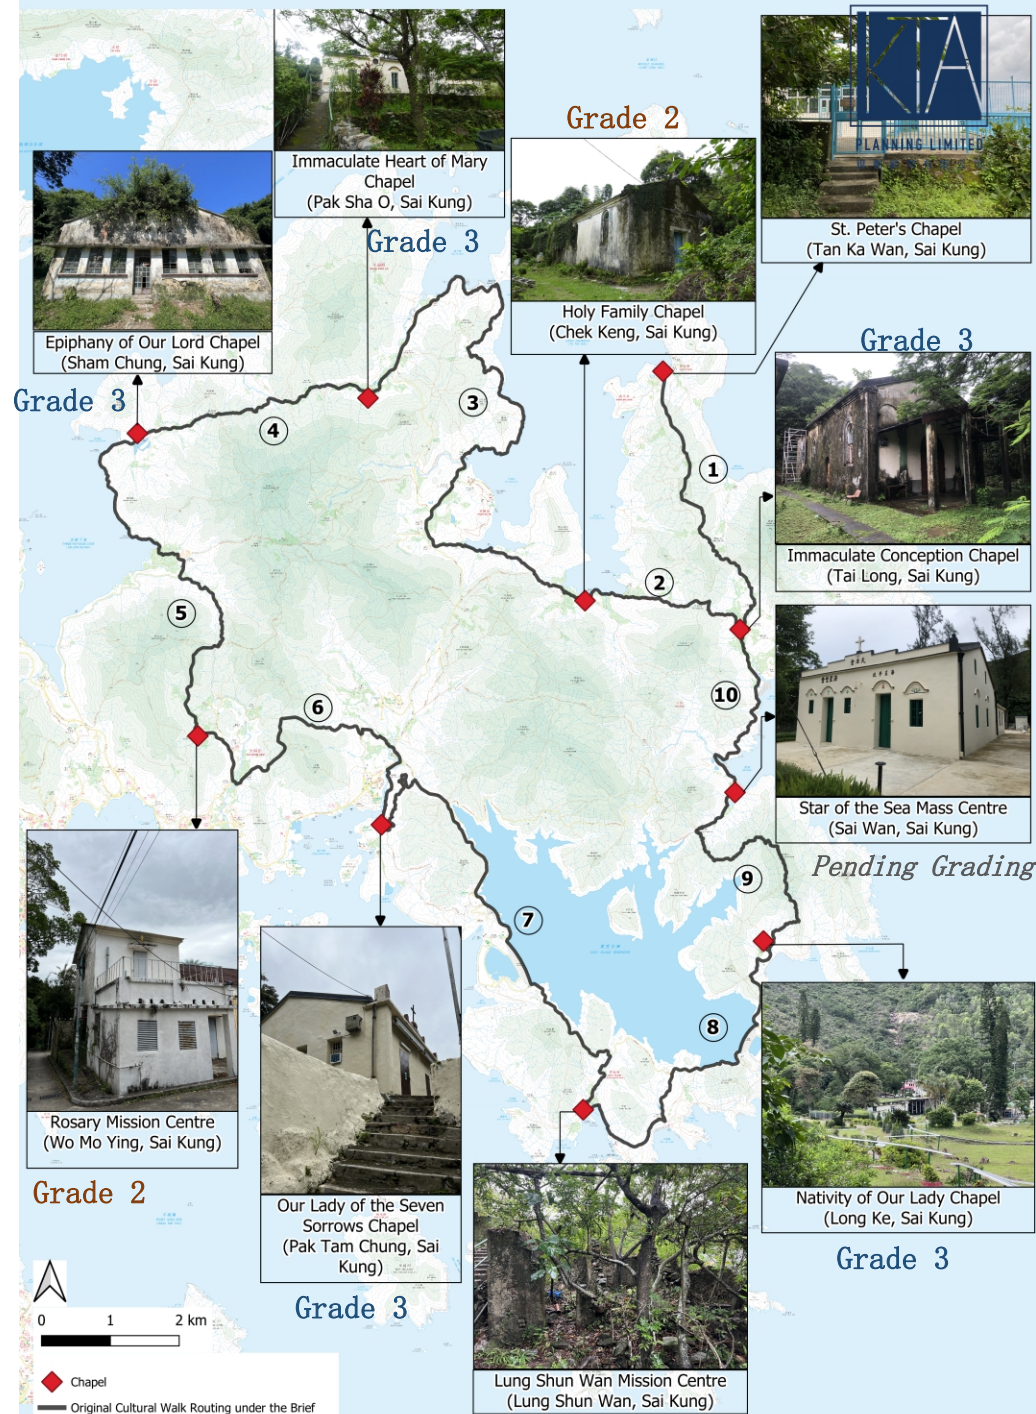 KTA
PLANNING LIMITED
Immaculate Heart of Mary
Chapel
(Pak Sha O, Sai Kung)
Grade 3
Grade 2
Holy Family Chapel
(Chek Keng, Sai Kung)
St. Peter's Chapel
(Tan Ka Wan, Sai Kung)
Epiphany of Our Lord Chapel
(Sham Chung, Sai Kung)
Grade 3
Grade 3
Immaculate Conception Chapel
(Tai Long, Sai Kung)
Star of the Sea Mass Centre
(Sai Wan, Sai Kung)
Pending Grading
1
2
3
4
5
6
7
8
9
10
Rosary Mission Centre
(Wo Mo Ying, Sai Kung)
Grade 2
Our Lady of the Seven
Sorrows Chapel
(Pak Tam Chung, Sai
Kung)
Grade 3
Nativity of Our Lady Chapel
(Long Ke, Sai Kung)
Grade 3
Lung Shun Wan Mission Centre
(Lung Shun Wan, Sai Kung)
0 1 2 km
Chapel
Original Cultural Walk Routing under the Brief